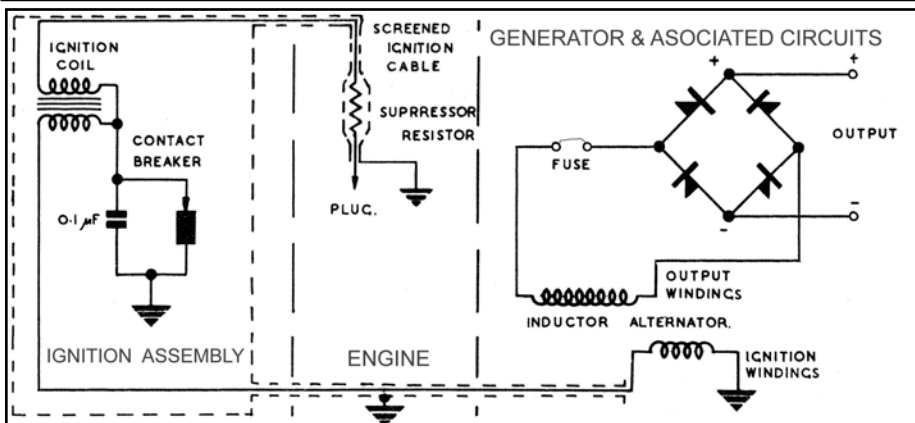 IGNITION
COIL
CONTACT
BREAKER
0·1 µF
IGNITION ASSEMBLY
SCREENED
IGNITION
CABLE
SUPRRESSOR
RESISTOR
PLUG.
ENGINE
GENERATOR & ASOCIATED CIRCUITS
+
+
OUTPUT
FUSE
-
-
OUTPUT
WINDINGS
INDUCTOR ALTERNATOR.
IGNITION
WINDINGS